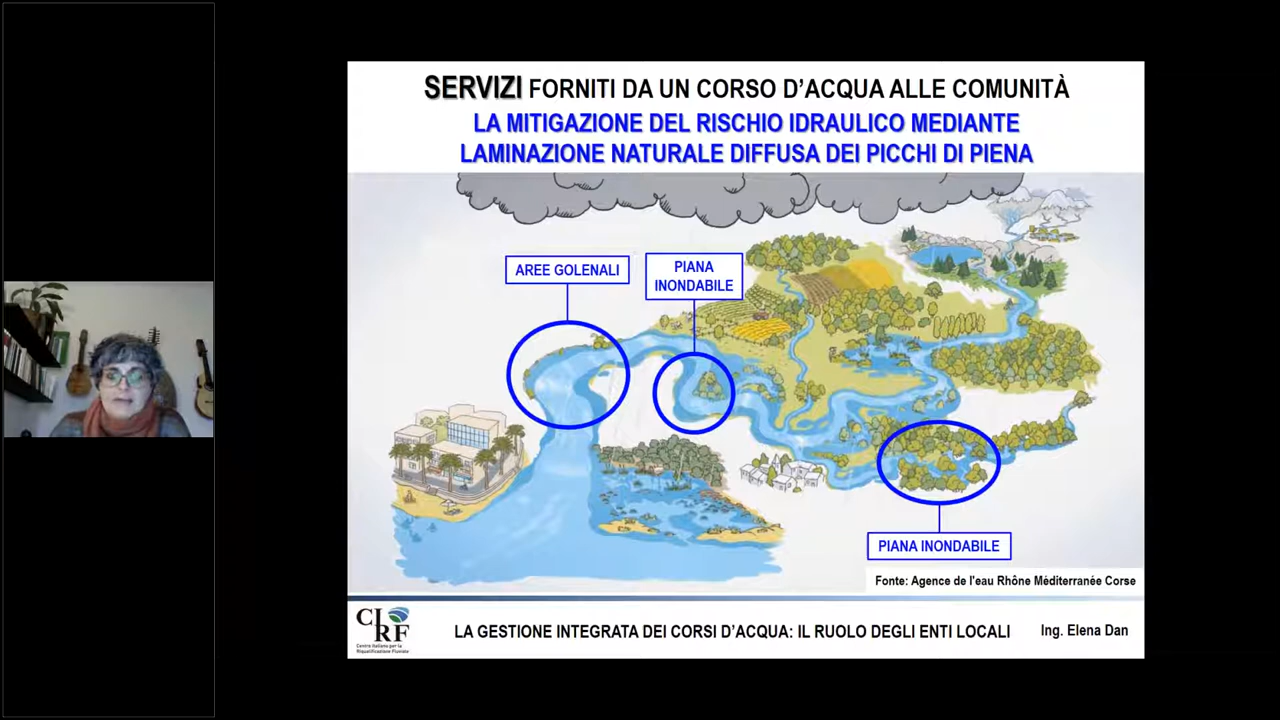 SERVIZI FORNITI DA UN CORSO D'ACQUA ALLE COMUNITÀ
LA MITIGAZIONE DEL RISCHIO IDRAULICO MEDIANTE
LAMINAZIONE NATURALE DIFFUSA DEI PICCHI DI PIENA
AREE GOLENALI
PIANA
INONDABILE
PIANA INONDABILE
Fonte: Agence de l'eau Rhône Méditerranée Corse
CIRF
Centro Italiano per la
Riqualificazione Fluviale
LA GESTIONE INTEGRATA DEI CORSI D'ACQUA: IL RUOLO DEGLI ENTI LOCALI
Ing. Elena Dan